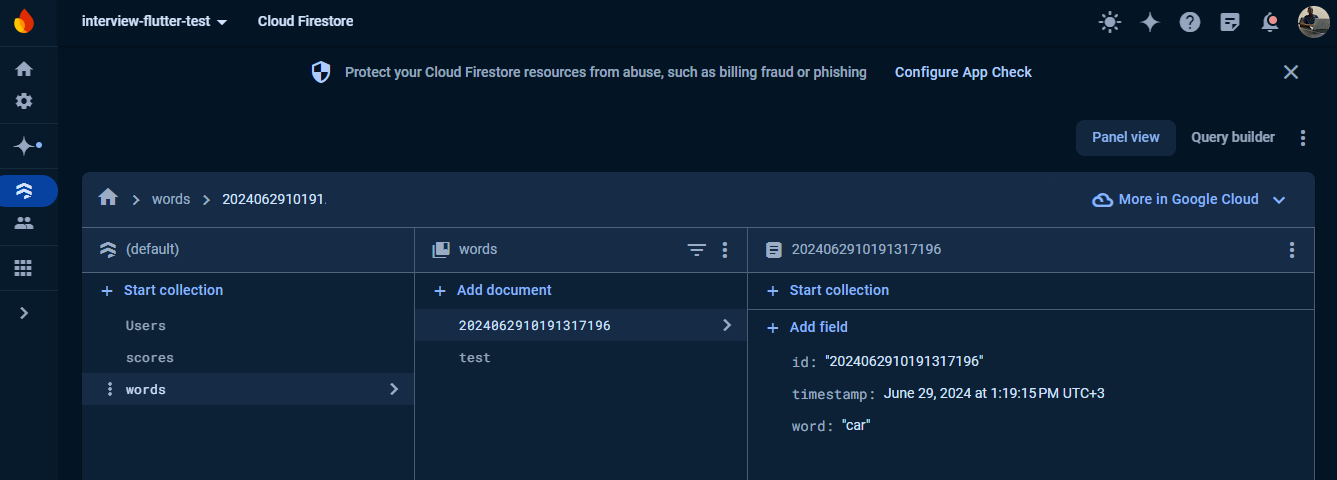 interview-flutter-test Cloud Firestore
Protect your Cloud Firestore resources from abuse, such as billing fraud or phishing Configure App Check
Panel view Query builder
words 2024062910191.
More in Google Cloud
(default)
Start collection
Users
scores
words
words
Add document
2024062910191317196
test
2024062910191317196
Start collection
Add field
id: "2024062910191317196"
timestamp: June 29, 2024 at 1:19:15 PM UTC+3
word: "car"